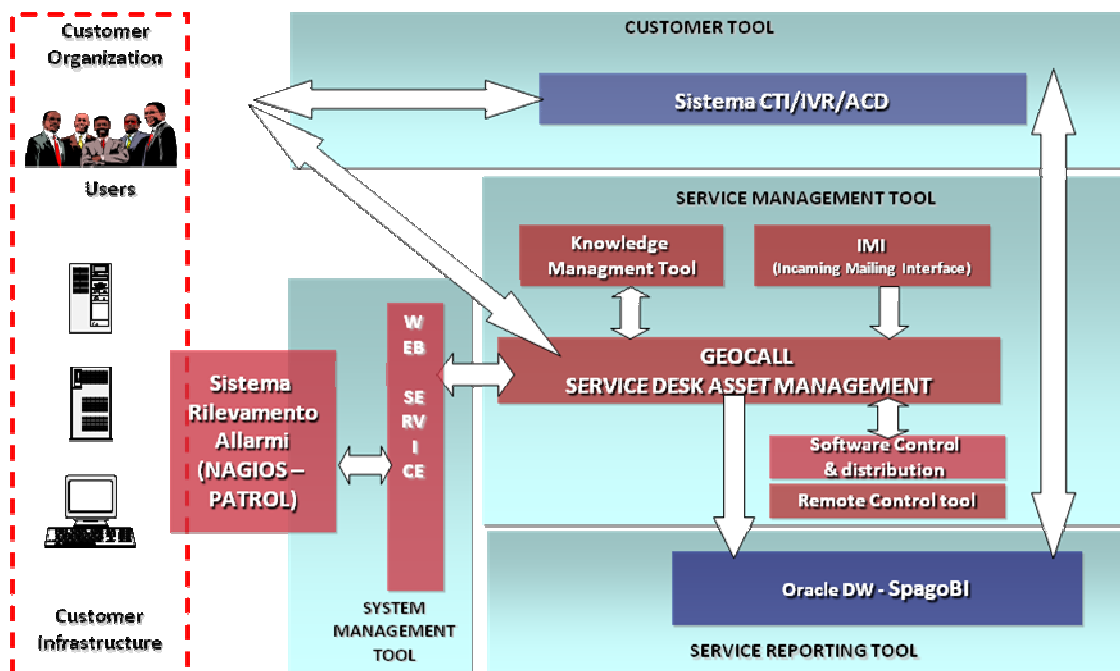 Customer
Organization
Users
Customer
Infrastructure
CUSTOMER TOOL
Sistema CTI/IVR/ACD
SERVICE MANAGEMENT TOOL
Knowledge
Managment Tool
IMI
(Incaming Mailing Interface)
GEOCALL
SERVICE DESK ASSET MANAGEMENT
Software Control
& distribution
Remote Control tool
Sistema
Rilevamento
Allarmi
(NAGIOS –
PATROL)
W
EB
SE
RV
I
CE
SYSTEM
MANAGEMENT
TOOL
Oracle DW - SpagoBI
SERVICE REPORTING TOOL